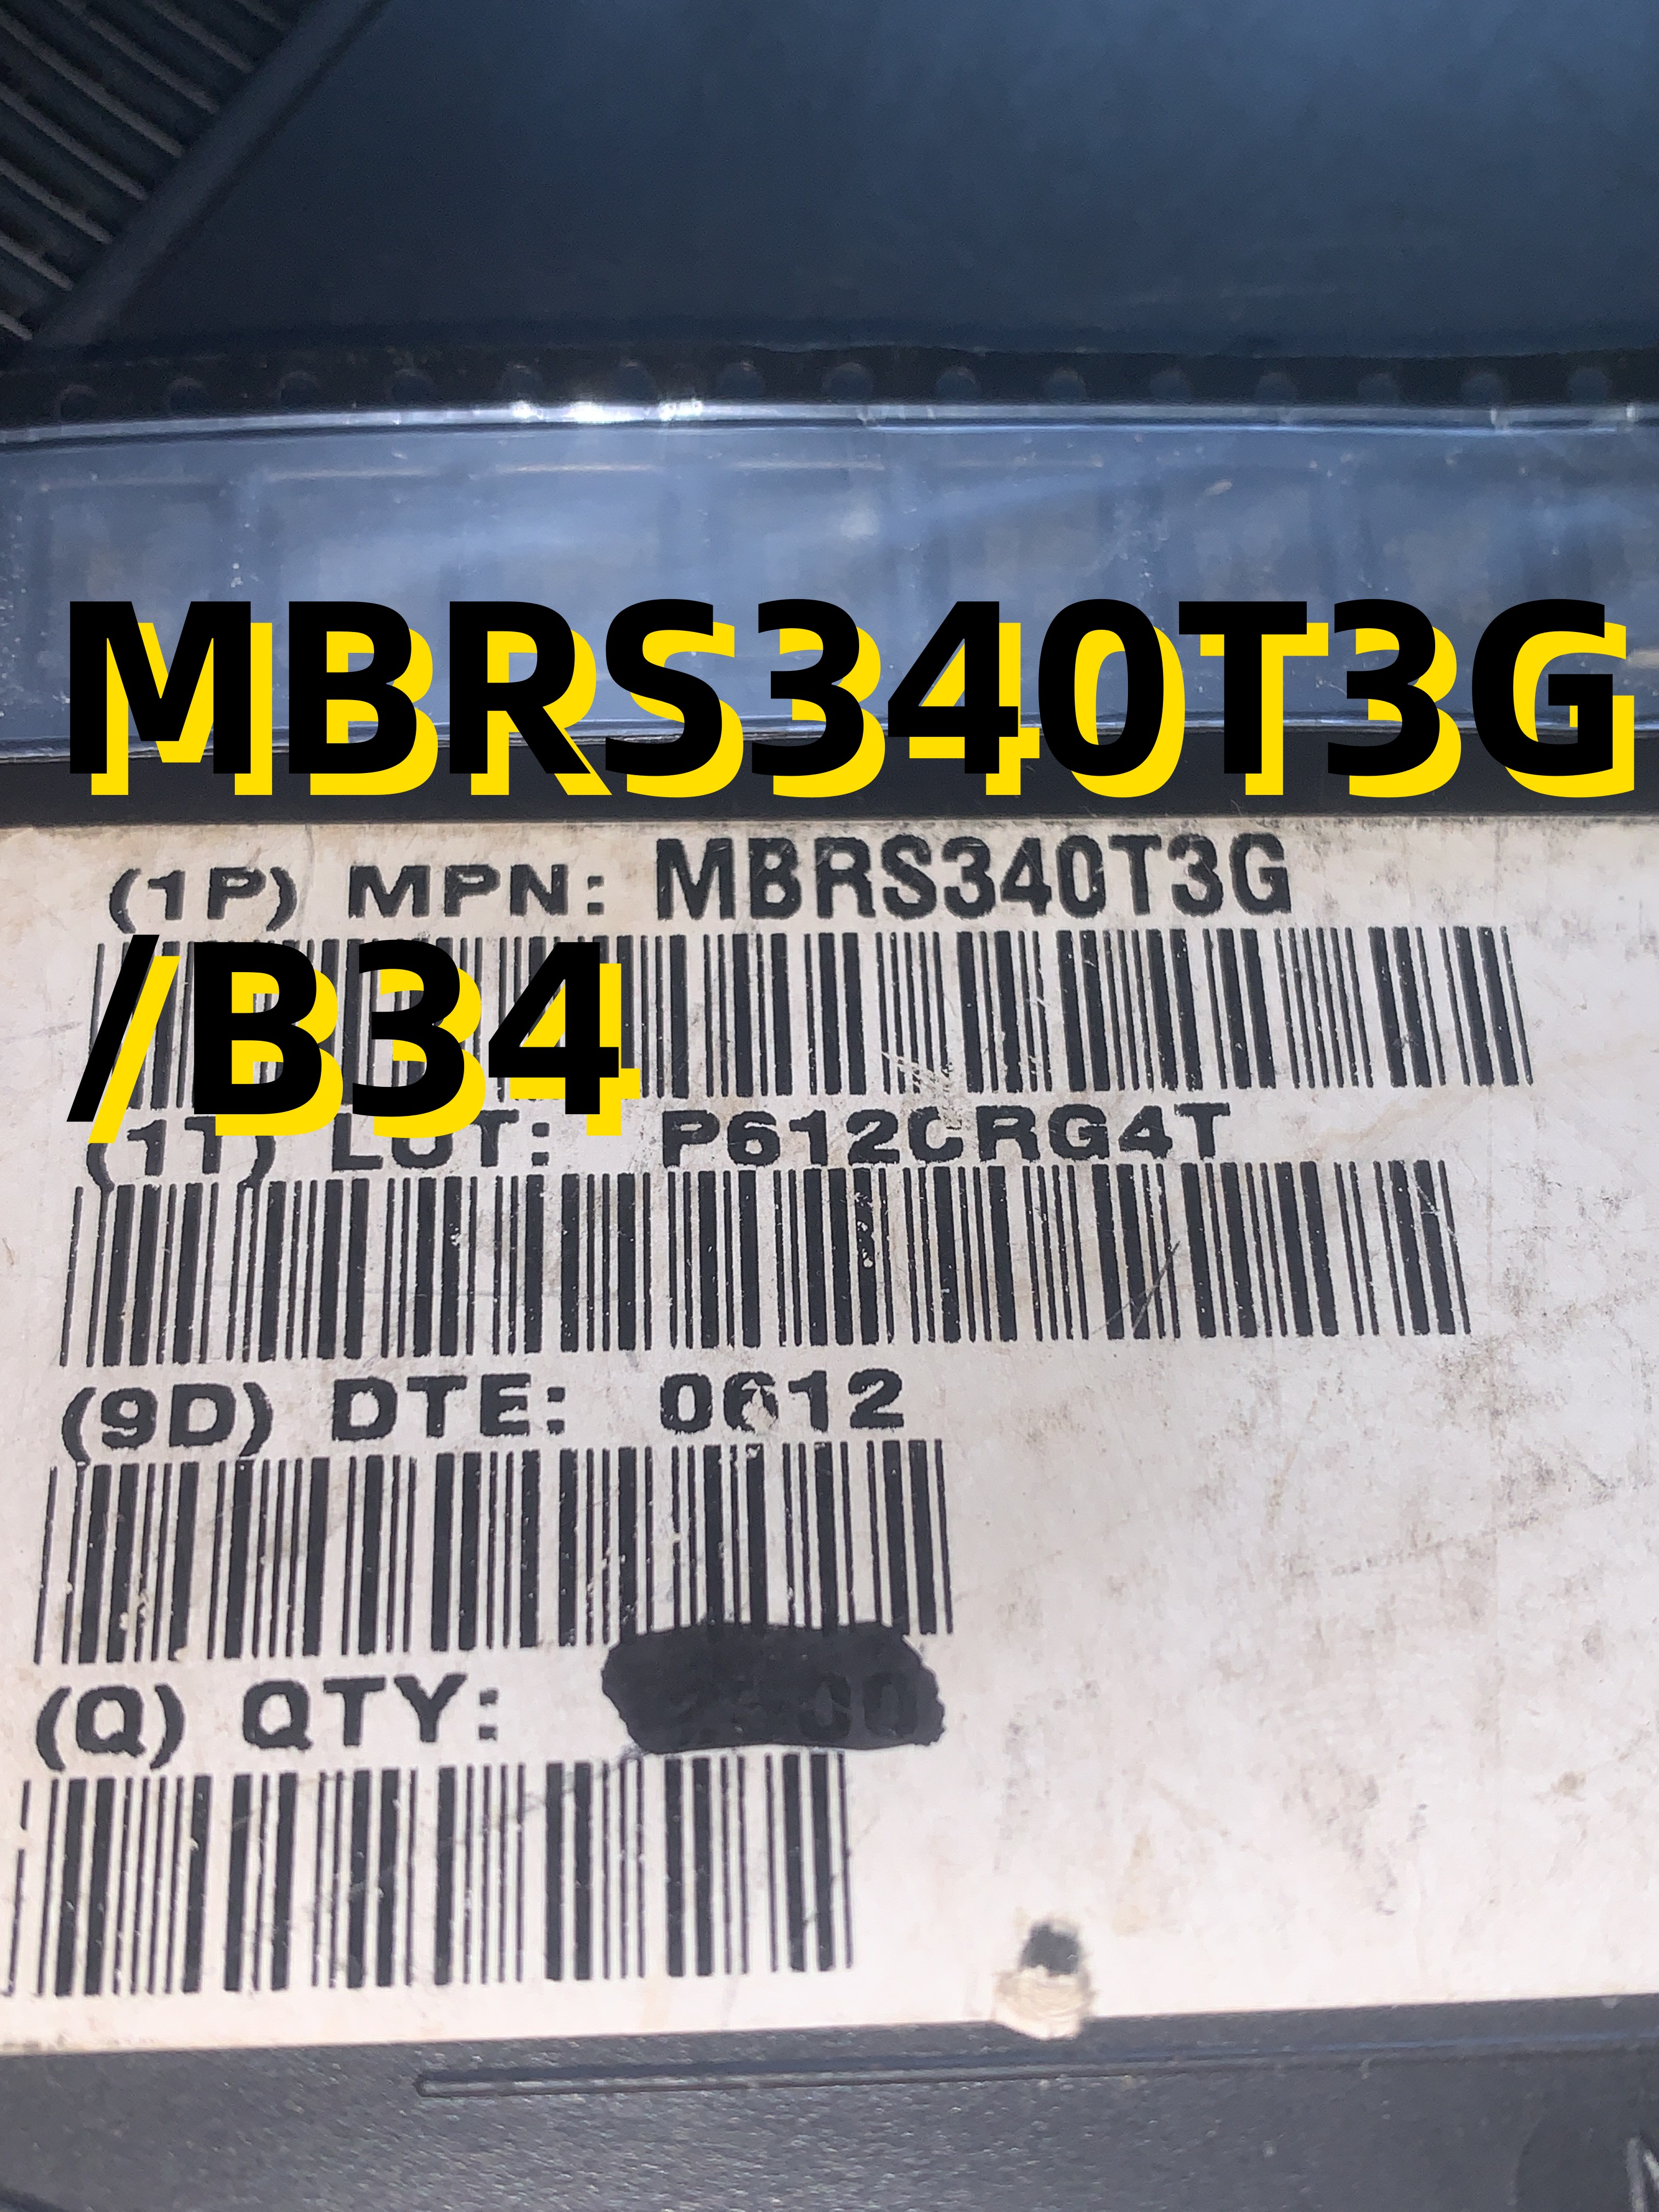 MBRS340T3G
(1P) MPN: MBRS340T3G
/B34
(1T) LOT: P612CRG4T
(9D) DTE: 0612
(Q) QTY: